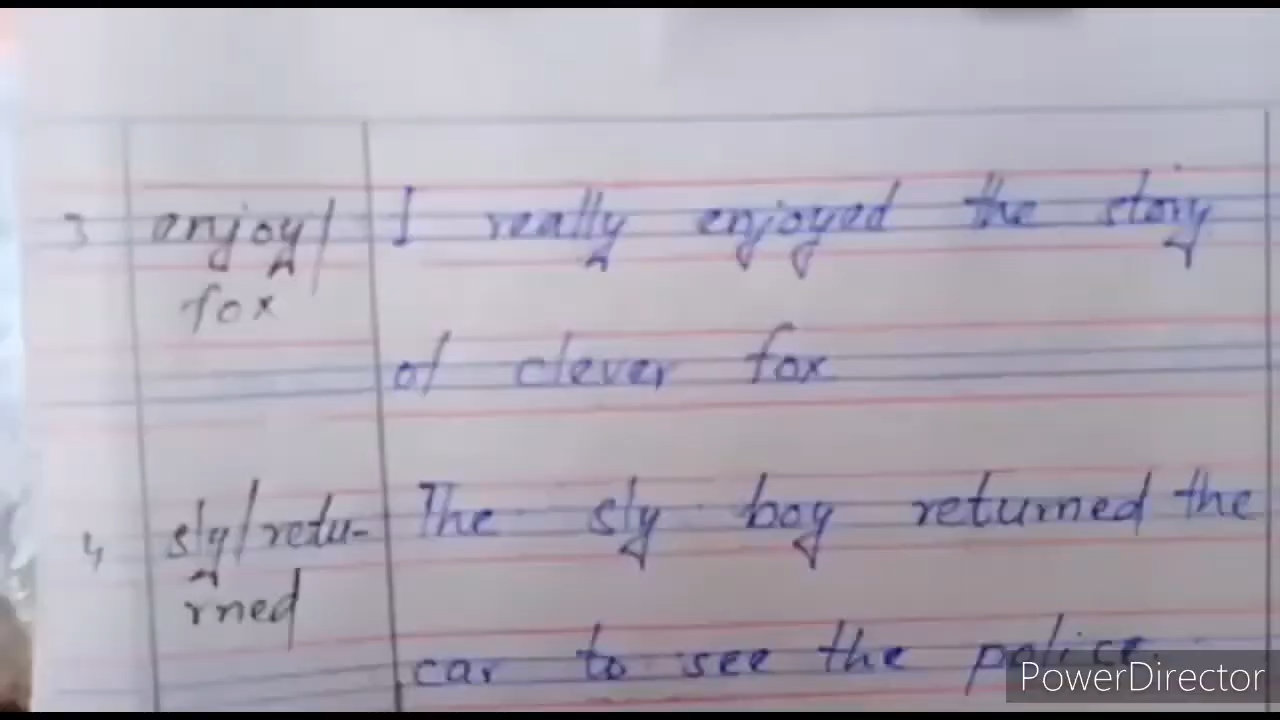 3 enjoy/ I really enjoyed the story
fox
of clever fox
4 sly/retu- The sly boy returned the
rned
car to see the police.
PowerDirector